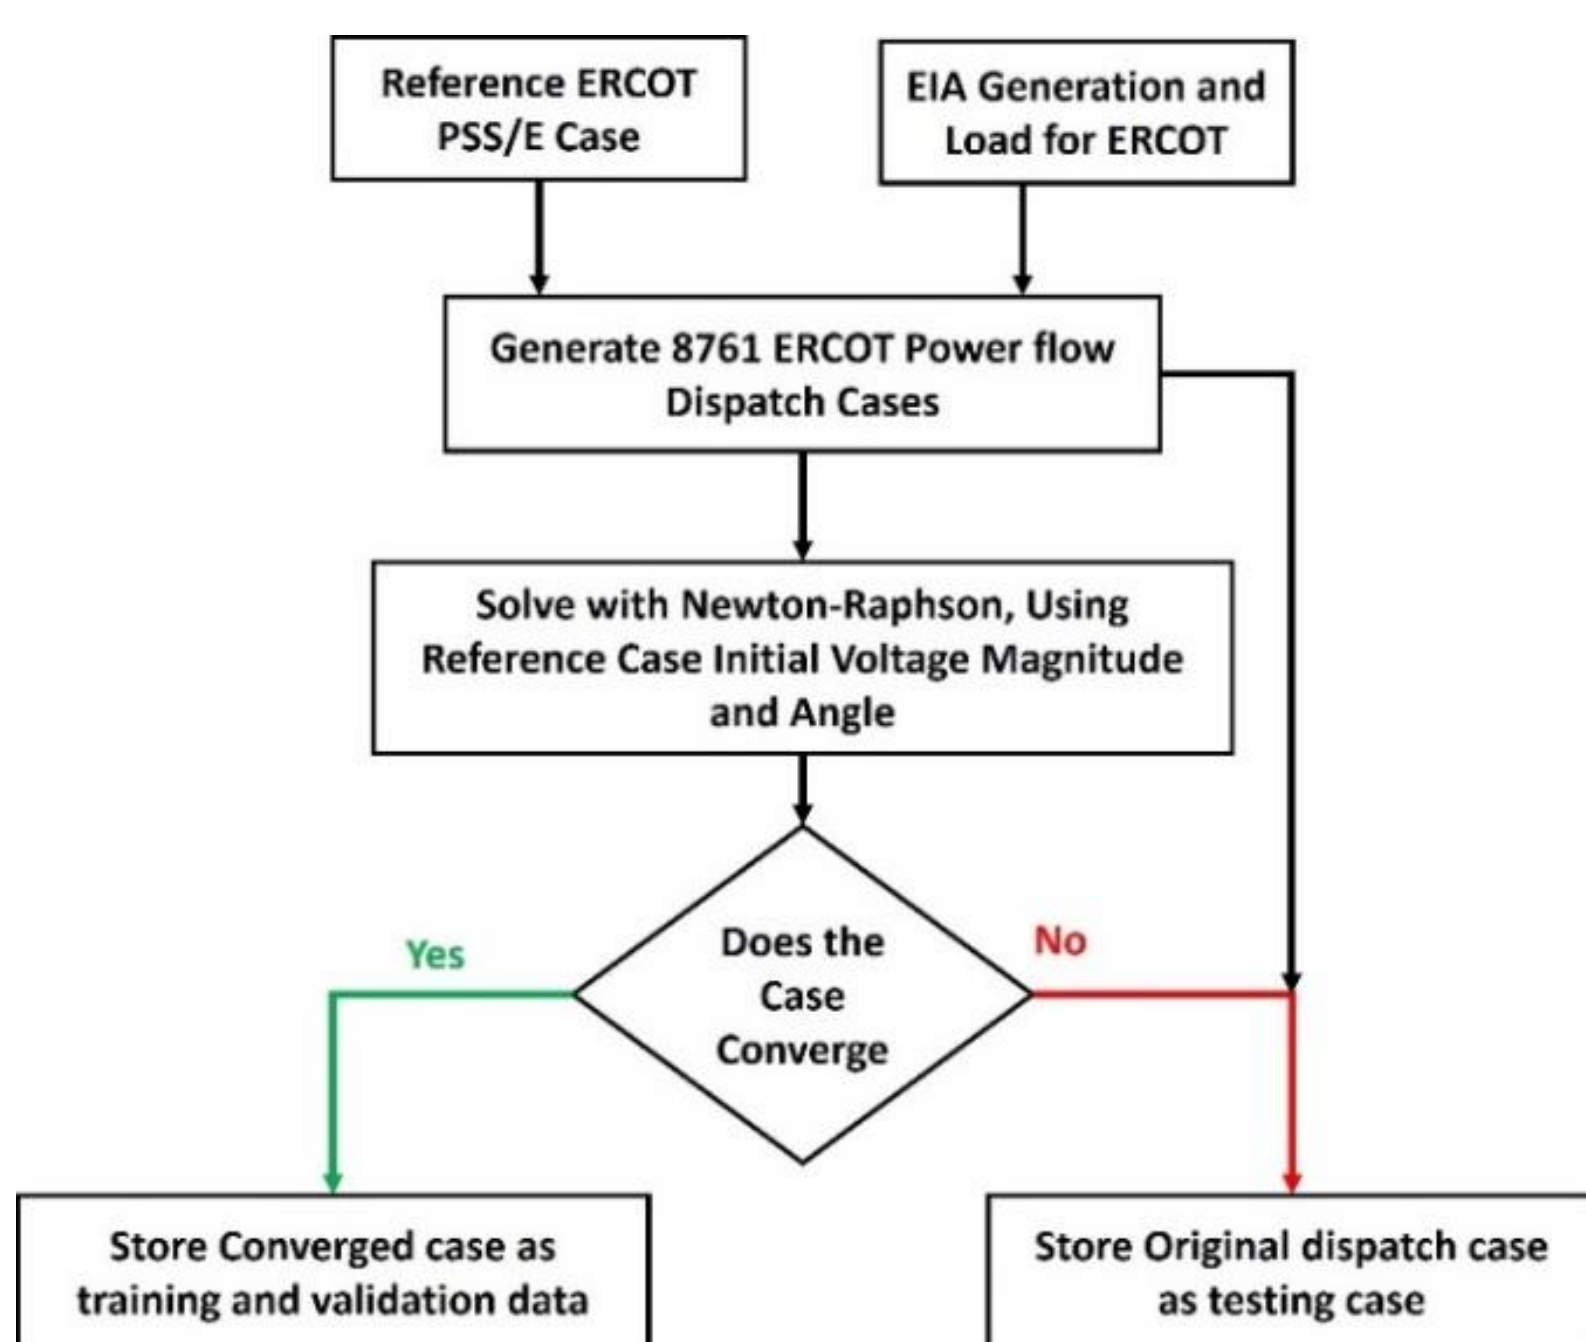 Reference ERCOT
PSS/E Case
EIA Generation and
Load for ERCOT
Generate 8761 ERCOT Power flow
Dispatch Cases
Solve with Newton-Raphson, Using
Reference Case Initial Voltage Magnitude
and Angle
Does the
Case
Converge
Yes
No
Store Converged case as
training and validation data
Store Original dispatch case
as testing case